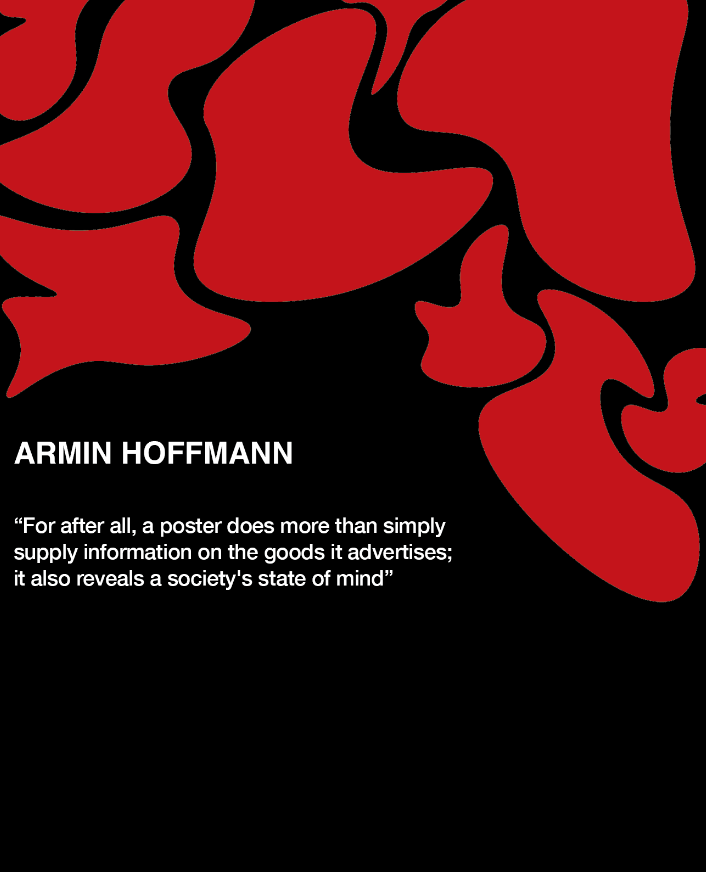 ARMIN HOFFMANN
“For after all, a poster does more than simply
supply information on the goods it advertises;
it also reveals a society's state of mind”